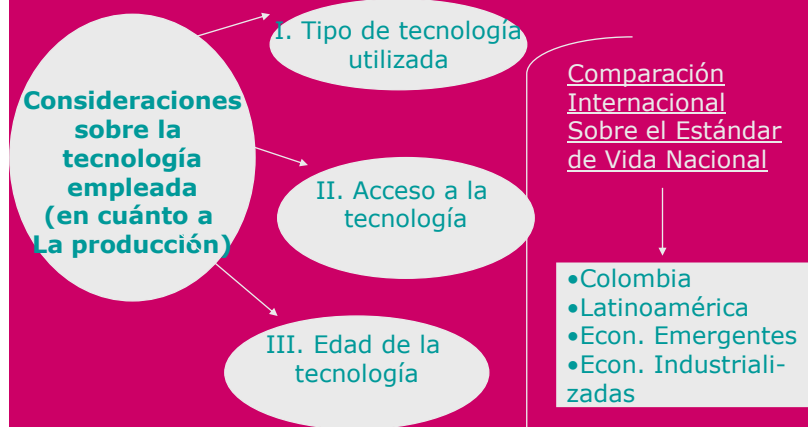 Consideraciones
sobre la
tecnología
empleada
(en cuánto a
La producción)
I. Tipo de tecnología
utilizada
II. Acceso a la
tecnología
III. Edad de la
tecnología
Comparación
Internacional
Sobre el Estándar
de Vida Nacional
•Colombia
•Latinoamérica
•Econ. Emergentes
•Econ. Industriali-
zadas